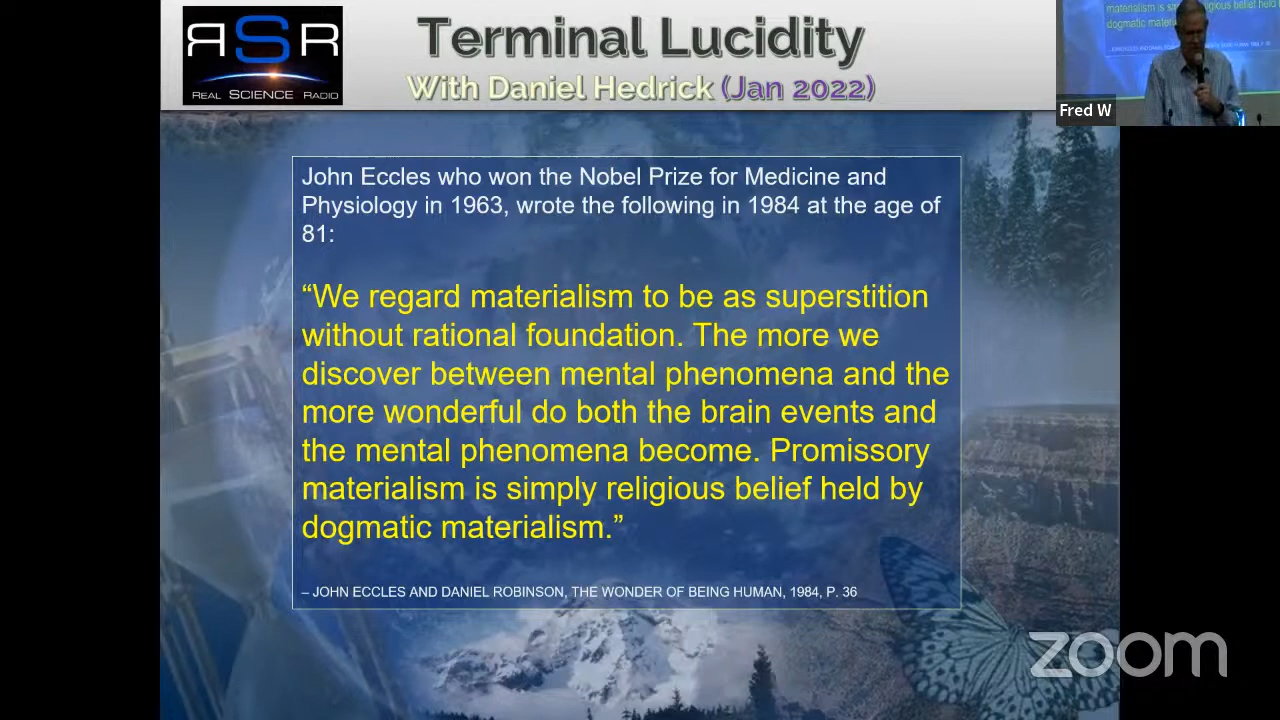 ЯSR
REAL SCIENCE RADIO
Terminal Lucidity
With Daniel Hedrick (Jan 2022)
Fred W
John Eccles who won the Nobel Prize for Medicine and
Physiology in 1963, wrote the following in 1984 at the age of
81:
“We regard materialism to be as superstition
without rational foundation. The more we
discover between mental phenomena and the
more wonderful do both the brain events and
the mental phenomena become. Promissory
materialism is simply religious belief held by
dogmatic materialism.”
– JOHN ECCLES AND DANIEL ROBINSON, THE WONDER OF BEING HUMAN, 1984, P. 36
zoom